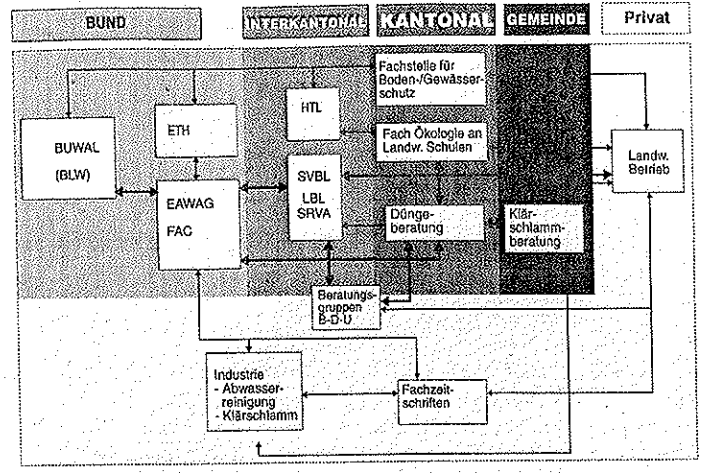 BUND
INTERKANTONAL
KANTONAL
GEMEINDE
Privat
Fachstelle für
Boden-/Gewässer-
schutz
HTL
ETH
BUWAL
(BLW)
Fach Ökologie an
Landw. Schulen
Landw.
Betrieb
SVBL
LBL
SRVA
EAWAG
FAC
Dünge-
beratung
Klär-
schlamm-
beratung
Beratungs-
gruppen
B-D-U
Industrie
- Abwasser-
reinigung
- Klärschlamm
Fachzeit-
schriften